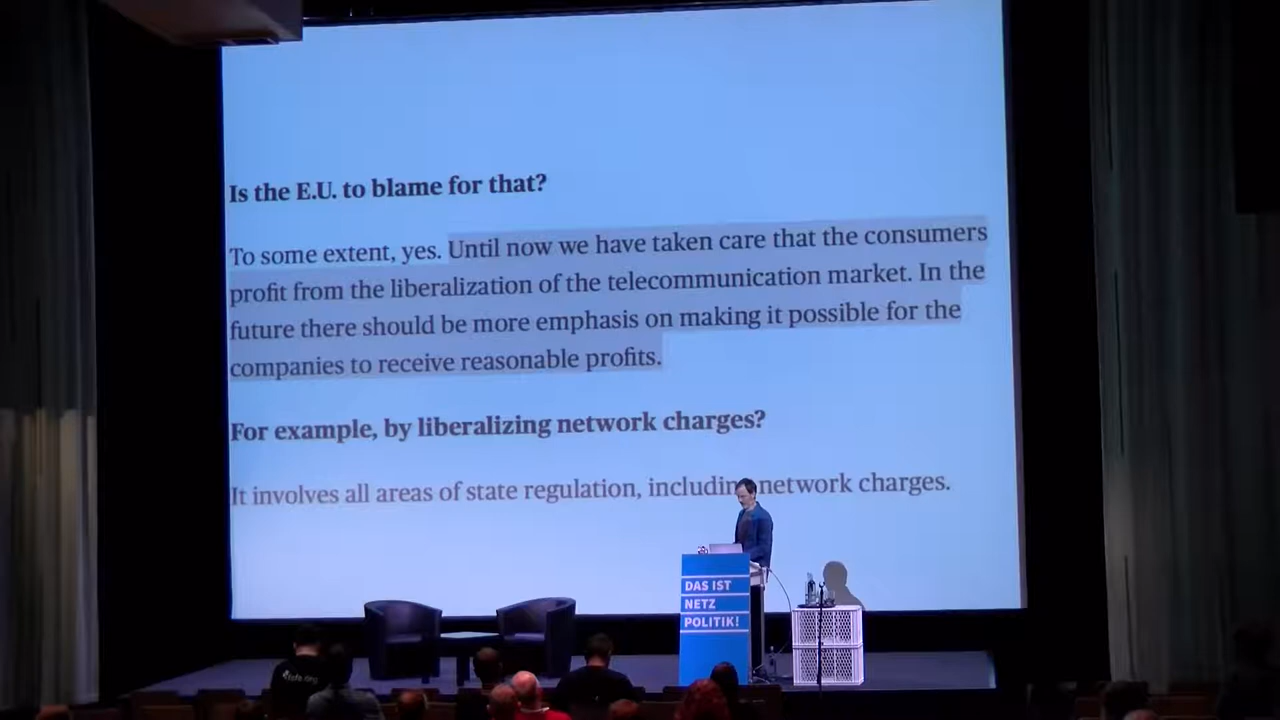 Is the E.U. to blame for that?
To some extent, yes. Until now we have taken care that the consumers
profit from the liberalization of the telecommunication market. In the
future there should be more emphasis on making it possible for the
companies to receive reasonable profits.
For example, by liberalizing network charges?
It involves all areas of state regulation, including network charges.
DAS IST
NETZ
POLITIK!